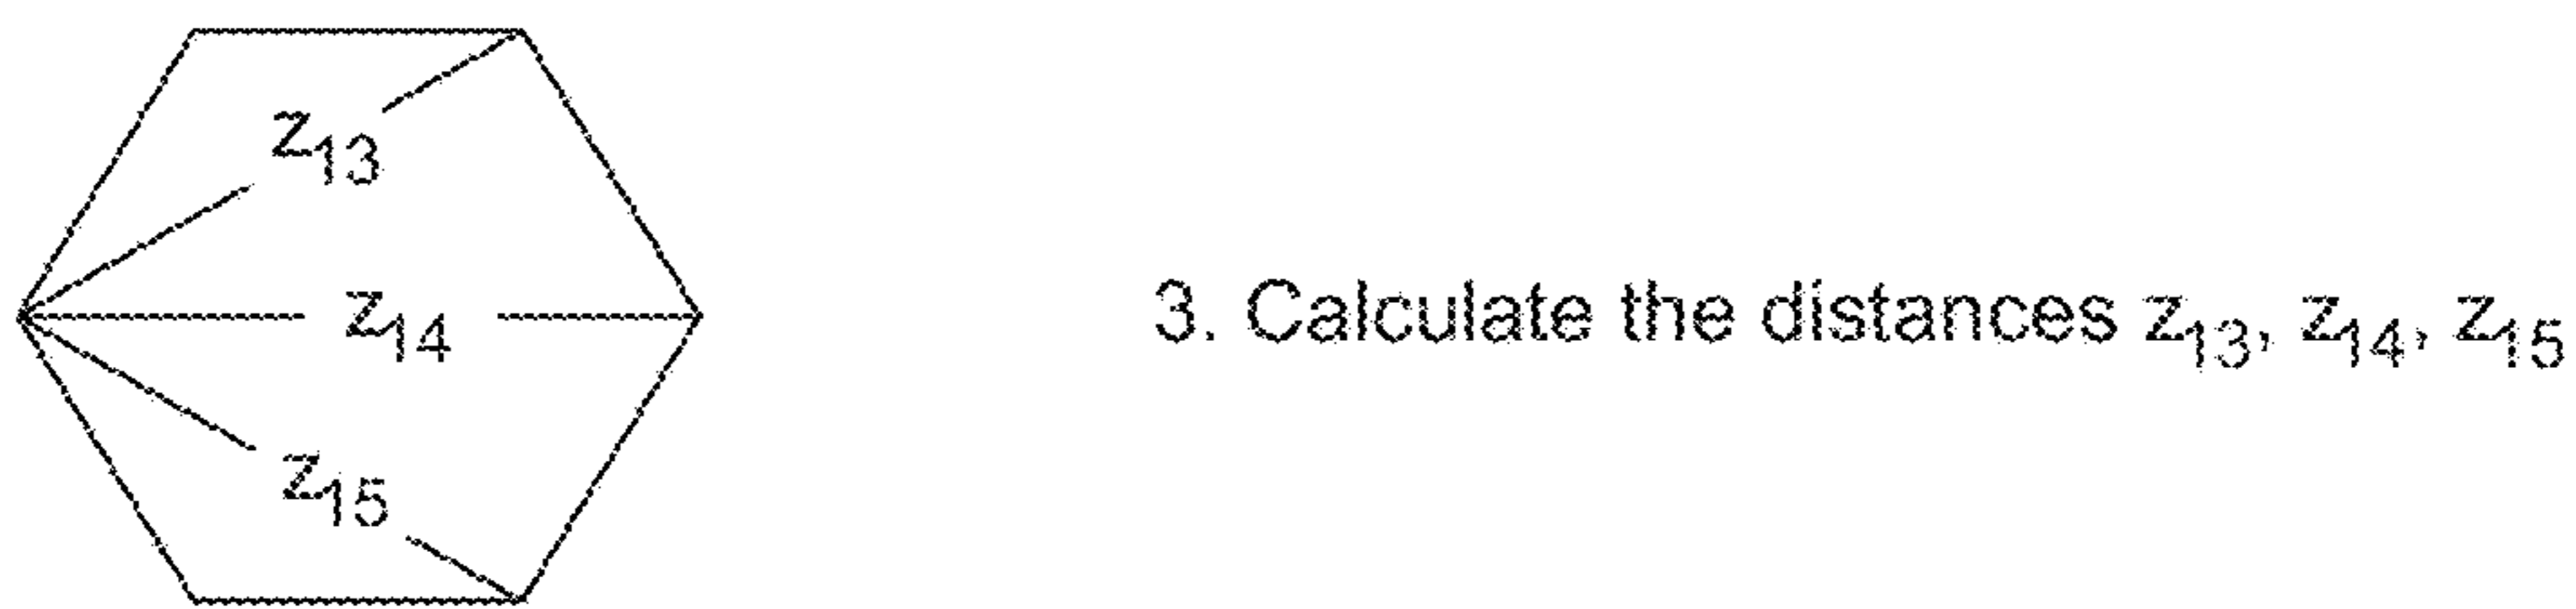 z₁₃
z₁₄
3. Calculate the distances z₁₃, z₁₄, z₁₅
z₁₅